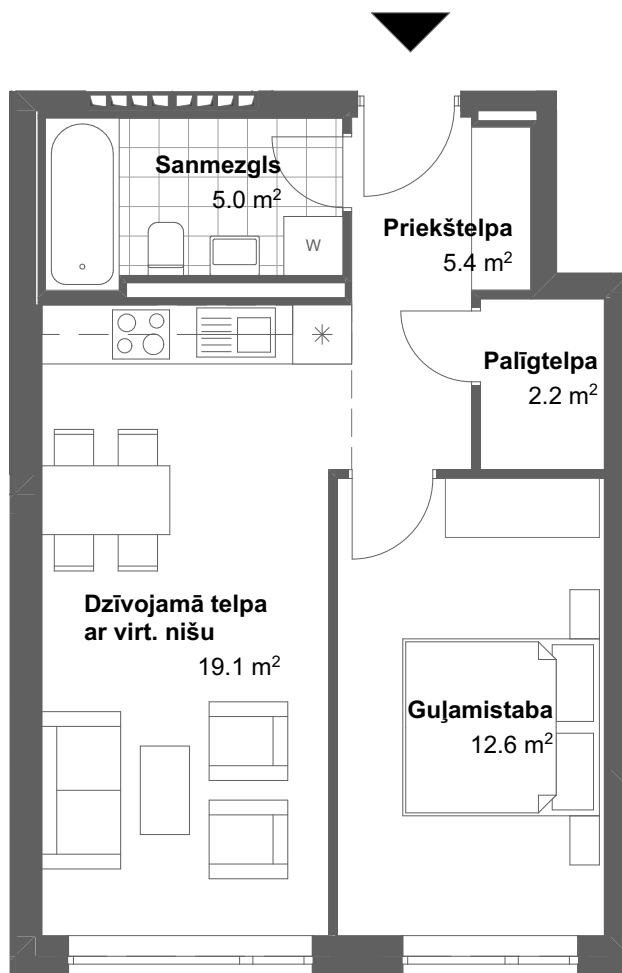 Sanmezgls
5.0 m²
Priekštelpa
5.4 m²
W
Palīgtelpa
2.2 m²
Dzīvojamā telpa
ar virt. nišu
19.1 m²
Guļamistaba
12.6 m²